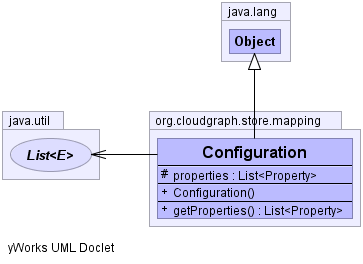 java.lang
Object
java.util
List<E>
org.cloudgraph.store.mapping
Configuration
# properties : List<Property>
+ Configuration()
+ getProperties() : List<Property>
yWorks UML Doclet